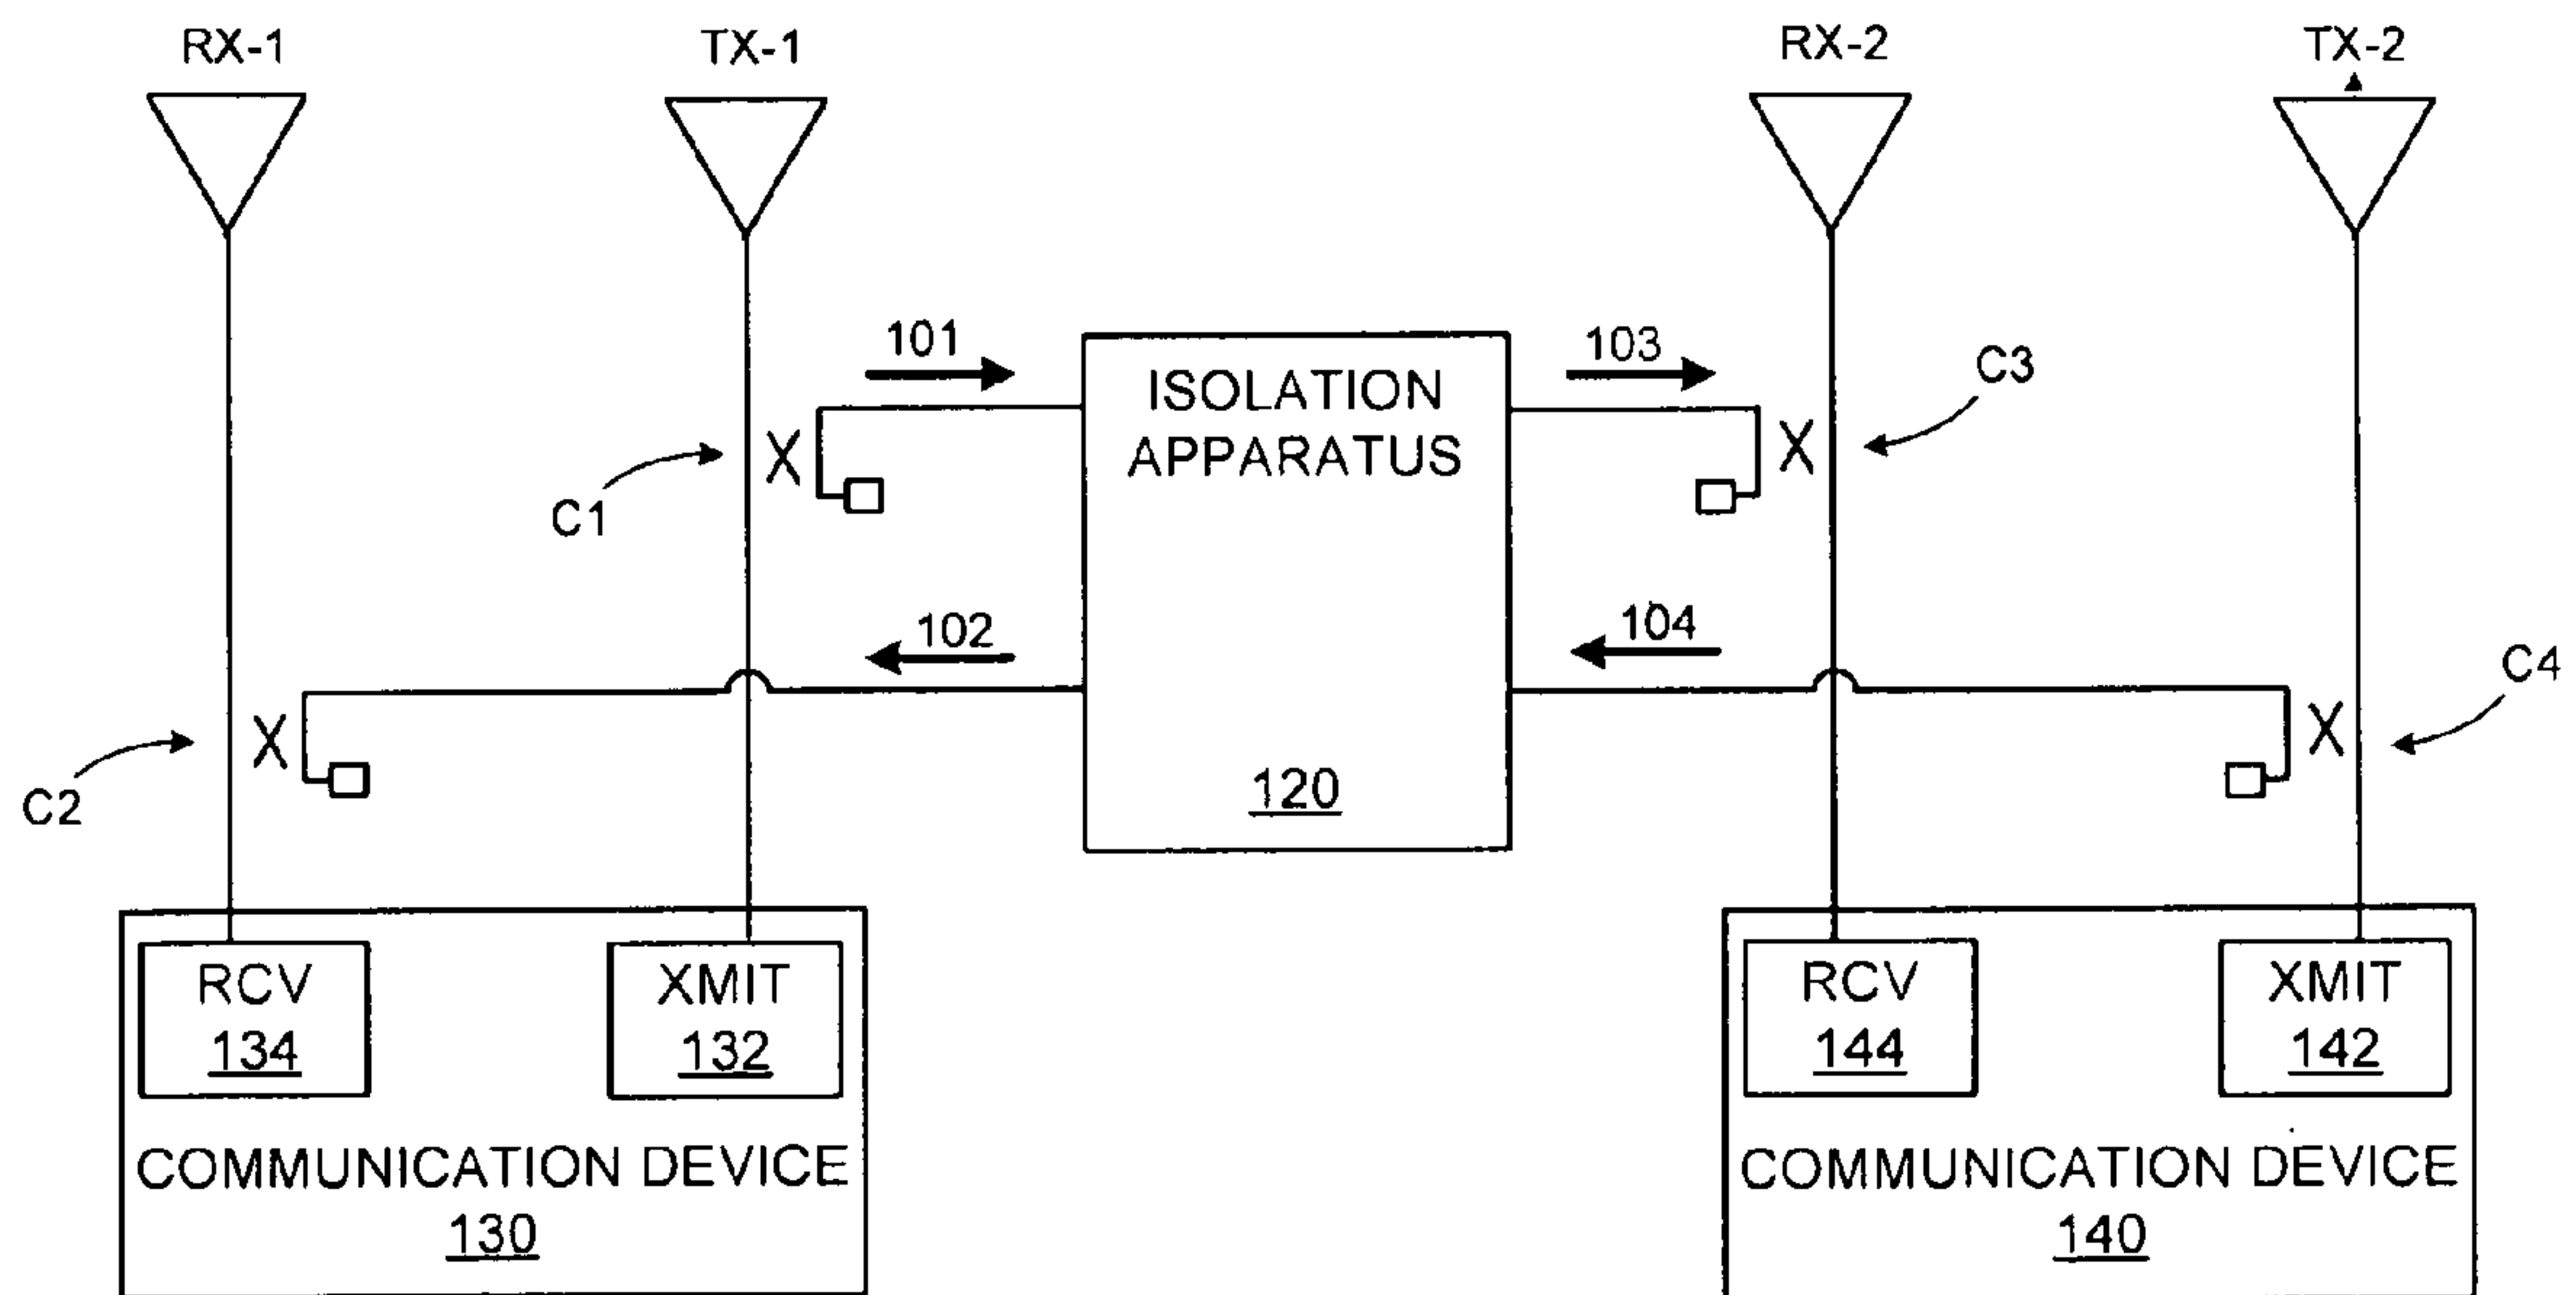 RX-1
TX-1
RX-2
TX-2
101
103
ISOLATION
APPARATUS
C3
X
X
C1
102
104
C4
X
X
C2
120
RCV
134
XMIT
132
RCV
144
XMIT
142
COMMUNICATION DEVICE
130
COMMUNICATION DEVICE
140